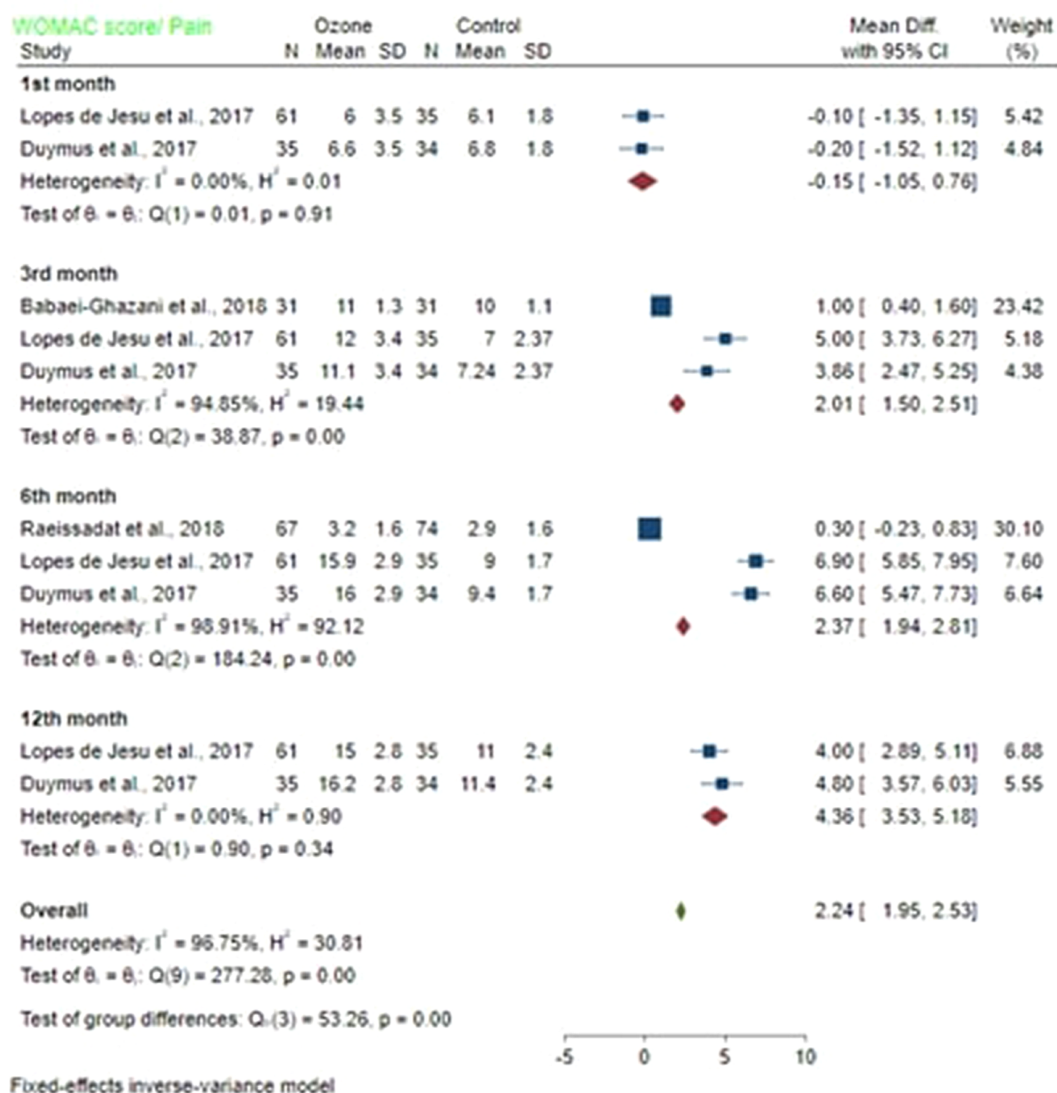 WOMAC score/ Pain Ozone Control Mean Diff. Weight
Study N Mean SD N Mean SD with 95% CI (%)
1st month
Lopes de Jesu et al., 2017 61 6 3.5 35 6.1 1.8 -0.10 [ -1.35, 1.15] 5.42
Duymus et al., 2017 35 6.6 3.5 34 6.8 1.8 -0.20 [ -1.52, 1.12] 4.84
Heterogeneity: I² = 0.00%, H² = 0.01 -0.15 [ -1.05, 0.76]
Test of θᵢ = θⱼ: Q(1) = 0.01, p = 0.91
3rd month
Babaei-Ghazani et al., 2018 31 11 1.3 31 10 1.1 1.00 [ 0.40, 1.60] 23.42
Lopes de Jesu et al., 2017 61 12 3.4 35 7 2.37 5.00 [ 3.73, 6.27] 5.18
Duymus et al., 2017 35 11.1 3.4 34 7.24 2.37 3.86 [ 2.47, 5.25] 4.38
Heterogeneity: I² = 94.85%, H² = 19.44 2.01 [ 1.50, 2.51]
Test of θᵢ = θⱼ: Q(2) = 38.87, p = 0.00
6th month
Raeissadat et al., 2018 67 3.2 1.6 74 2.9 1.6 0.30 [ -0.23, 0.83] 30.10
Lopes de Jesu et al., 2017 61 15.9 2.9 35 9 1.7 6.90 [ 5.85, 7.95] 7.60
Duymus et al., 2017 35 16 2.9 34 9.4 1.7 6.60 [ 5.47, 7.73] 6.64
Heterogeneity: I² = 98.91%, H² = 92.12 2.37 [ 1.94, 2.81]
Test of θᵢ = θⱼ: Q(2) = 184.24, p = 0.00
12th month
Lopes de Jesu et al., 2017 61 15 2.8 35 11 2.4 4.00 [ 2.89, 5.11] 6.88
Duymus et al., 2017 35 16.2 2.8 34 11.4 2.4 4.80 [ 3.57, 6.03] 5.55
Heterogeneity: I² = 0.00%, H² = 0.90 4.36 [ 3.53, 5.18]
Test of θᵢ = θⱼ: Q(1) = 0.90, p = 0.34
Overall 2.24 [ 1.95, 2.53]
Heterogeneity: I² = 96.75%, H² = 30.81
Test of θᵢ = θⱼ: Q(9) = 277.28, p = 0.00
Test of group differences: Qᵦ(3) = 53.26, p = 0.00
-5 0 5 10
Fixed-effects inverse-variance model